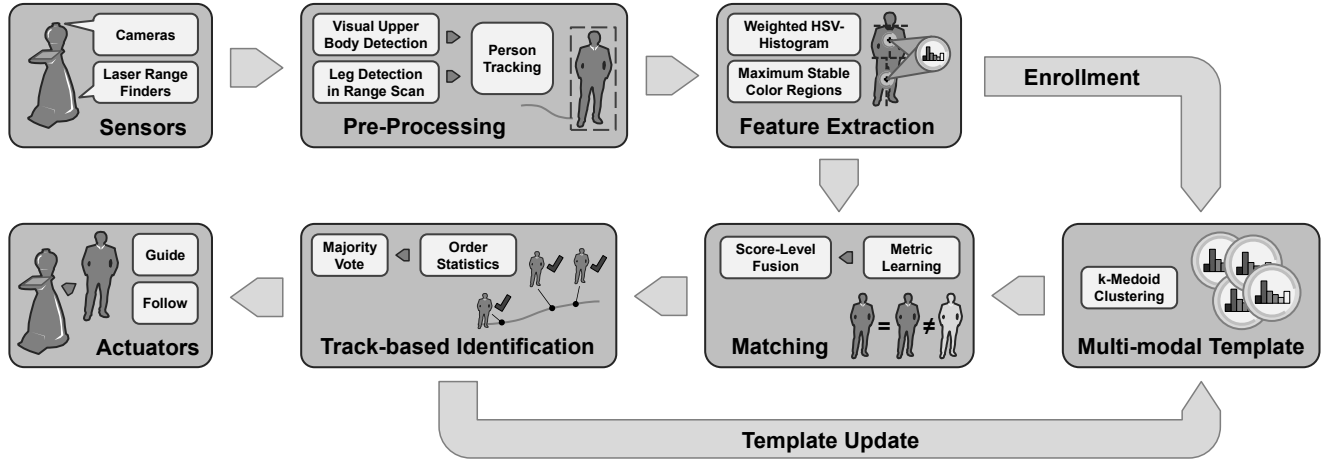 Cameras
Laser Range
Finders
Sensors
Visual Upper
Body Detection
Leg Detection
in Range Scan
Person
Tracking
Pre-Processing
Weighted HSV-
Histogram
Maximum Stable
Color Regions
Feature Extraction
Enrollment
Guide
Follow
Actuators
Majority
Vote
Order
Statistics
Track-based Identification
Score-Level
Fusion
Metric
Learning
= ≠
Matching
k-Medoid
Clustering
Multi-modal Template
Template Update